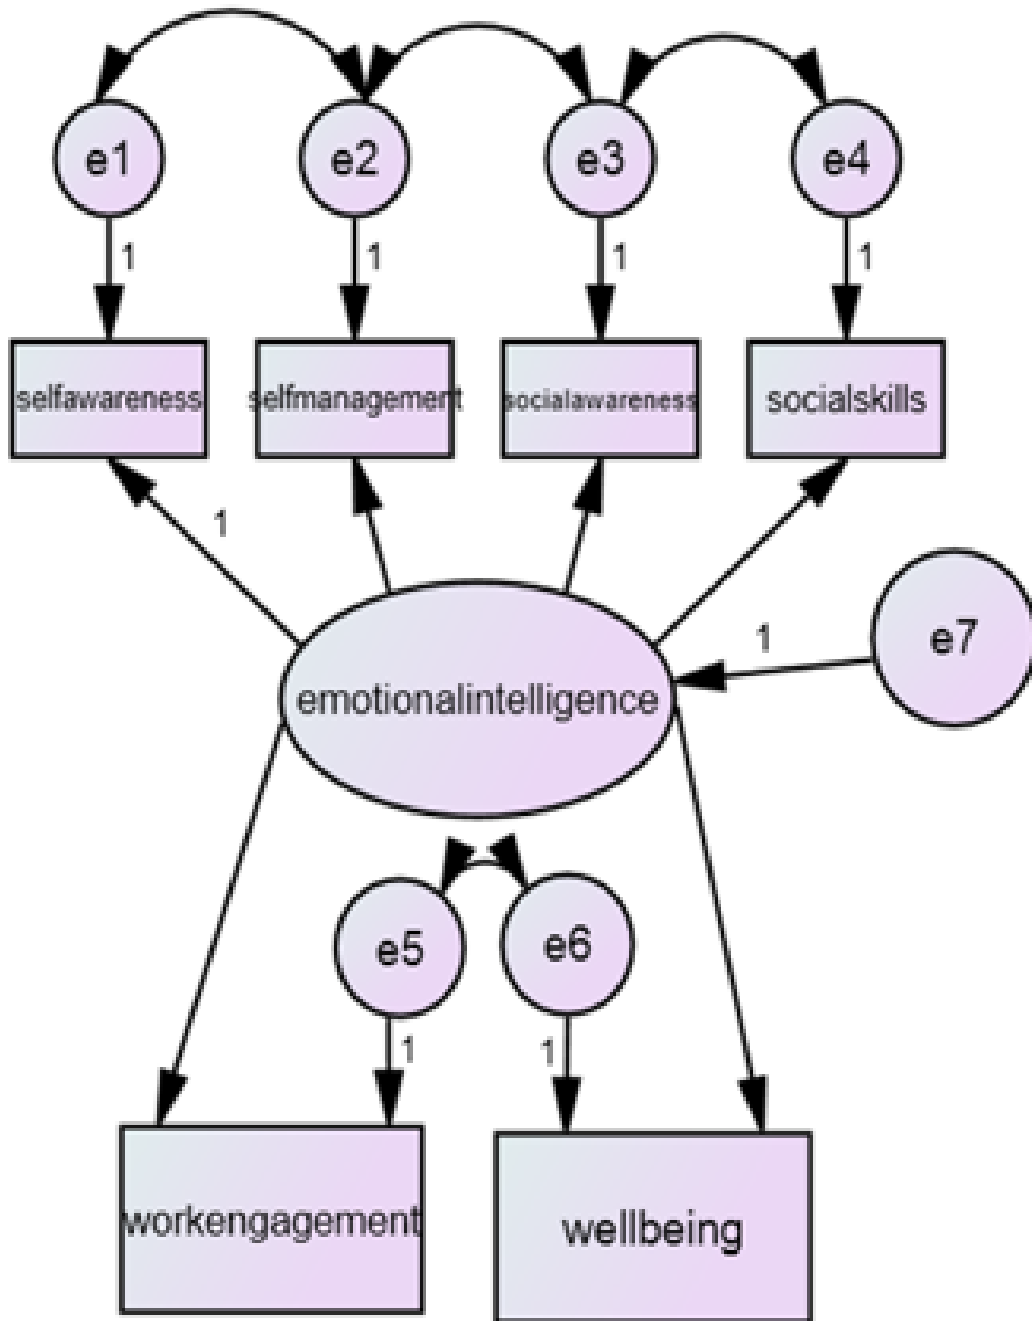 e1
e2
e3
e4
1
1
1
1
selfawareness
selfmanagement
socialawareness
socialskills
1
e7
1
emotionalintelligence
e5
e6
1
1
workengagement
wellbeing